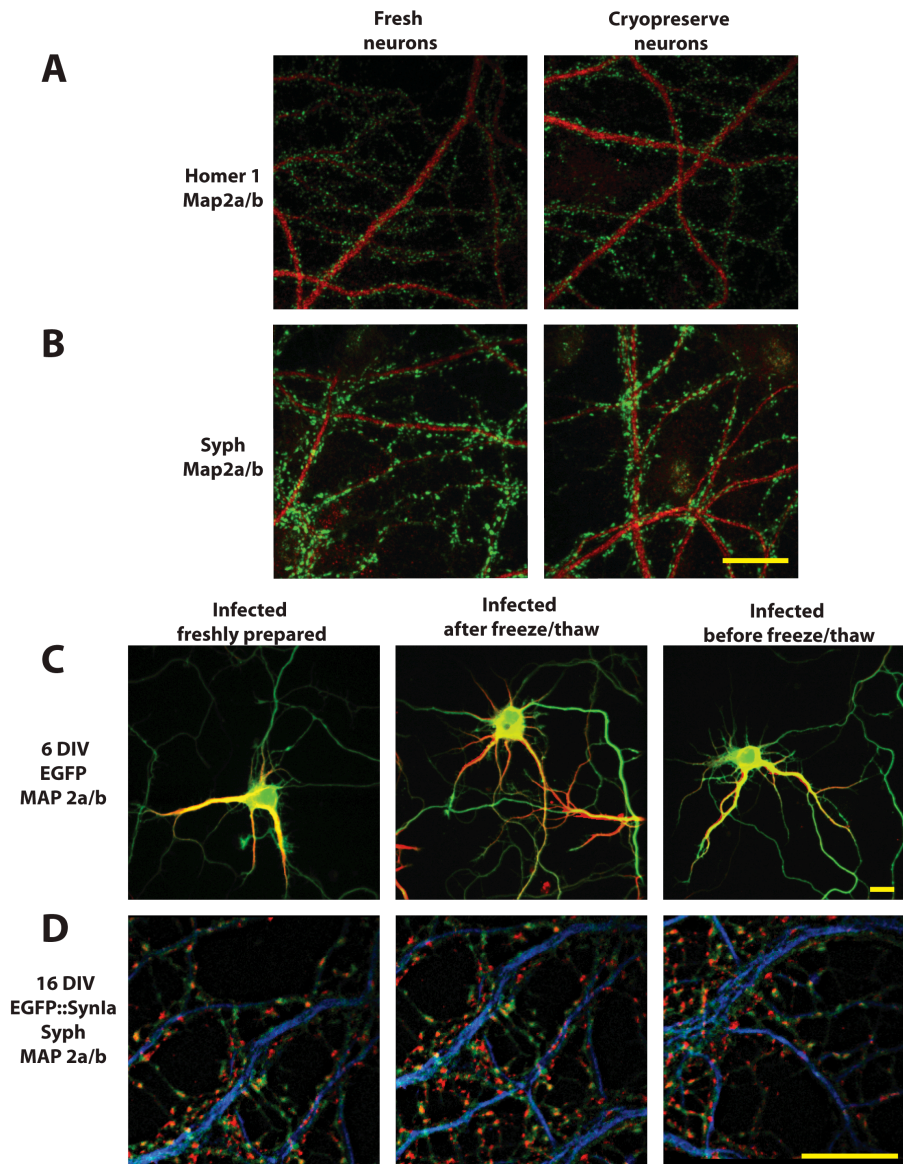 Fresh
neurons
Cryopreserve
neurons
A
Homer 1
Map2a/b
B
Syph
Map2a/b
Infected
freshly prepared
Infected
after freeze/thaw
Infected
before freeze/thaw
C
6 DIV
EGFP
MAP 2a/b
D
16 DIV
EGFP::SynIa
Syph
MAP 2a/b